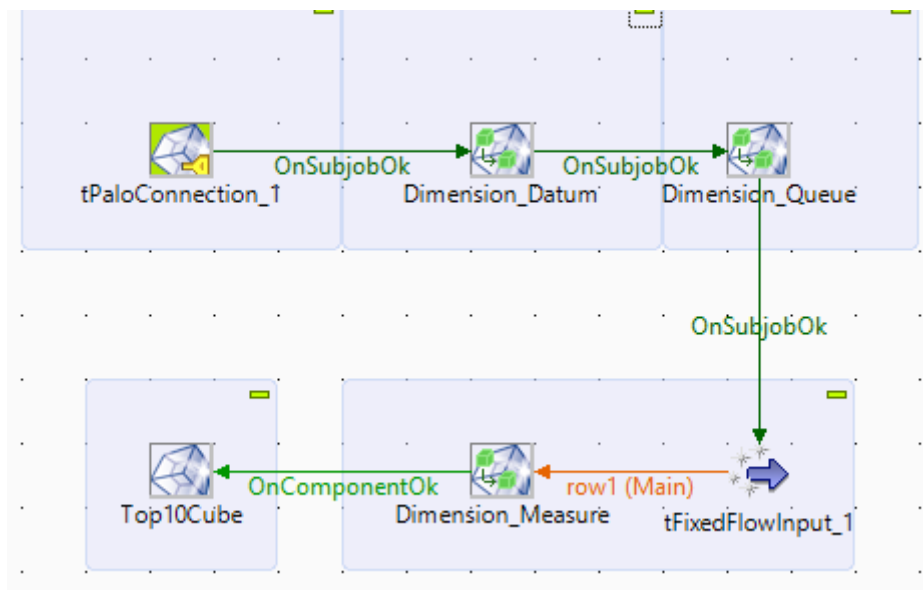 OnSubjobOk
OnSubjobOk
tPaloConnection_1
Dimension_Datum
Dimension_Queue
OnSubjobOk
OnComponentOk
row1 (Main)
Top10Cube
Dimension_Measure
tFixedFlowInput_1